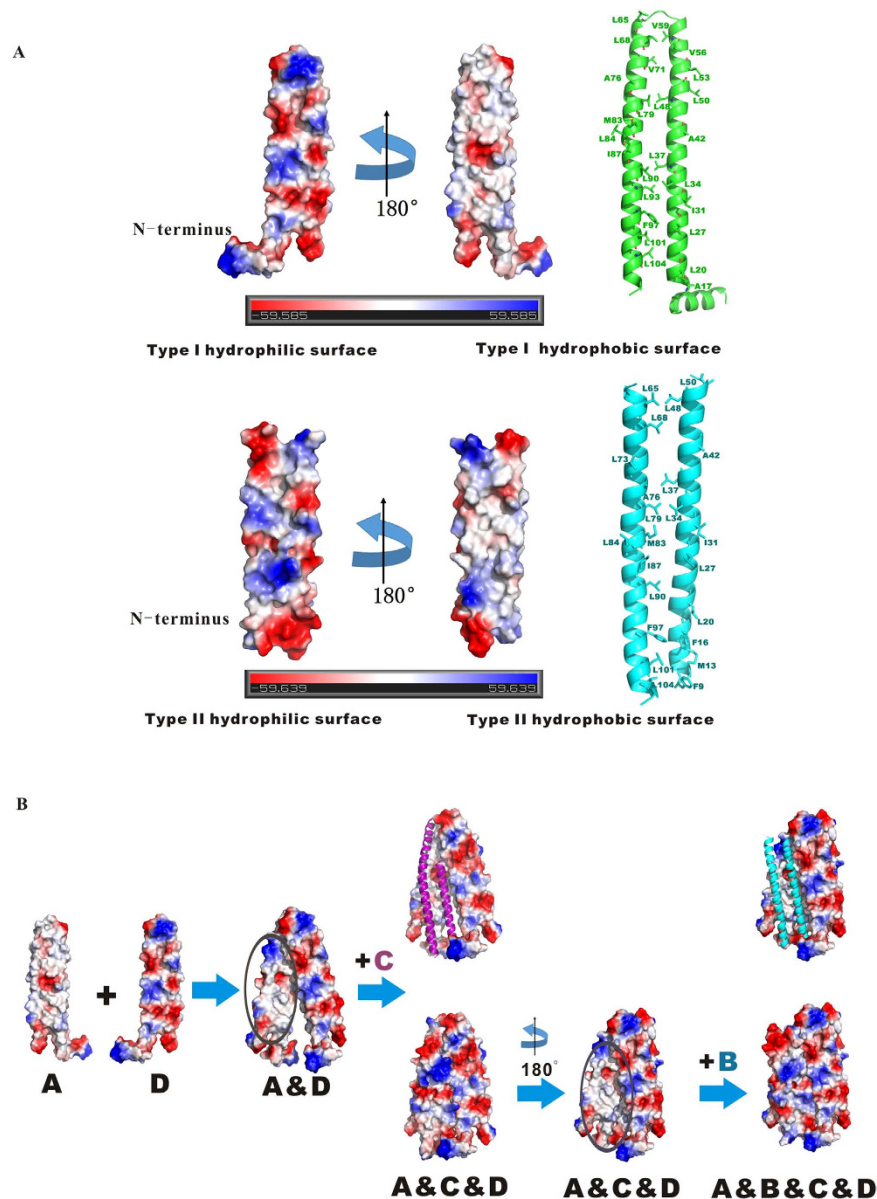 A
N-terminus
180°
-59.585 59.585
Type I hydrophilic surface
Type I hydrophobic surface
L65
V59
L68
V56
V71
L53
A76
L50
L48
L79
M83
L84
A42
I87
L37
L90
L34
L93
I31
F97
L27
L101
L104
L20
A17
N-terminus
180°
-59.639 59.639
Type II hydrophilic surface
Type II hydrophobic surface
L65
L50
L48
L68
L73
A42
L37
A76
L79
L34
L84
M83
I31
I87
L27
L90
L20
F97
F16
L101
M13
L104
F9
B
A
+
D
A&D
+C
A&C&D
180°
A&C&D
+B
A&B&C&D